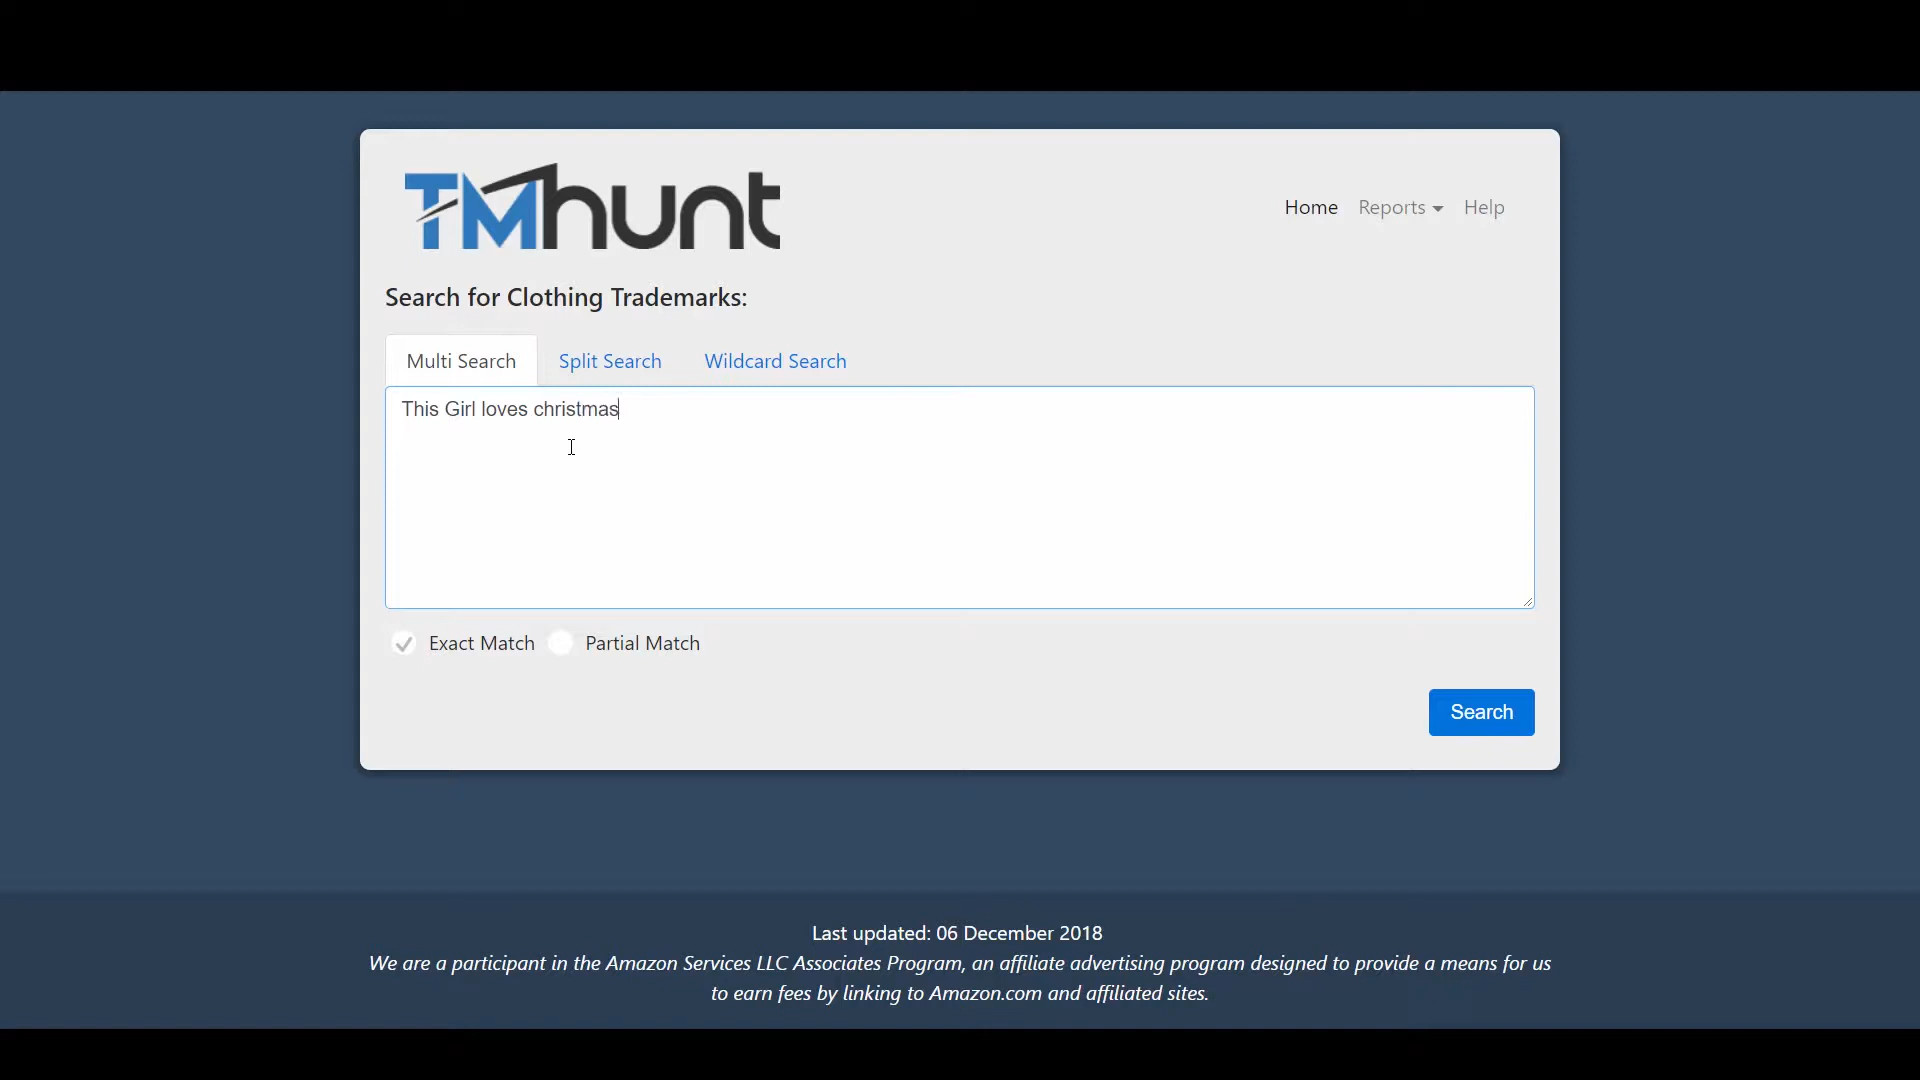 TMhunt
Home Reports Help
Search for Clothing Trademarks:
Multi Search Split Search Wildcard Search
This Girl loves christmas
Exact Match Partial Match
Search
Last updated: 06 December 2018
We are a participant in the Amazon Services LLC Associates Program, an affiliate advertising program designed to provide a means for us
to earn fees by linking to Amazon.com and affiliated sites.